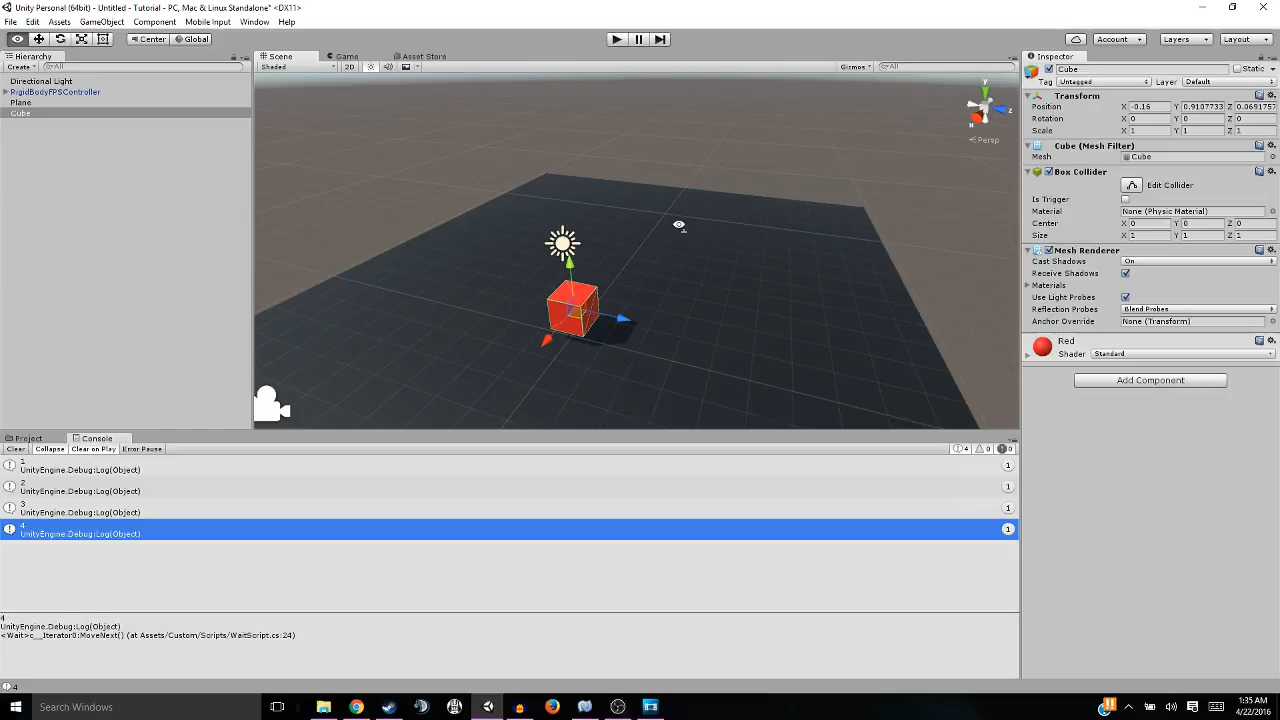 Unity Personal (64bit) - Untitled - Tutorial - PC, Mac & Linux Standalone* <DX11>
File Edit Assets GameObject Component Mobile Input Window Help
Center Global Account Layers Layout
Hierarchy Scene Game Asset Store Inspector
Create All Shaded 2D Gizmos All Cube Static
Directional Light
RigidBodyFPSController
Plane
Cube
y
z
x
Persp
Tag Untagged Layer Default
Transform
Position X -0.16 Y 0.9107733 Z 0.0691757
Rotation X 0 Y 0 Z 0
Scale X 1 Y 1 Z 1
Cube (Mesh Filter)
Mesh Cube
Box Collider
Edit Collider
Is Trigger
Material None (Physic Material)
Center X 0 Y 0 Z 0
Size X 1 Y 1 Z 1
Mesh Renderer
Cast Shadows On
Receive Shadows
Materials
Use Light Probes
Reflection Probes Blend Probes
Anchor Override None (Transform)
Red
Shader Standard
Add Component
Project Console
Clear Collapse Clear on Play Error Pause 4 0 0
1
UnityEngine.Debug:Log(Object) 1
2
UnityEngine.Debug:Log(Object) 1
3
UnityEngine.Debug:Log(Object) 1
4
UnityEngine.Debug:Log(Object) 1
4
UnityEngine.Debug:Log(Object)
<Wait>c__Iterator0:MoveNext() (at Assets/Custom/Scripts/WaitScript.cs:24)
4
Search Windows
1:35 AM
4/22/2016